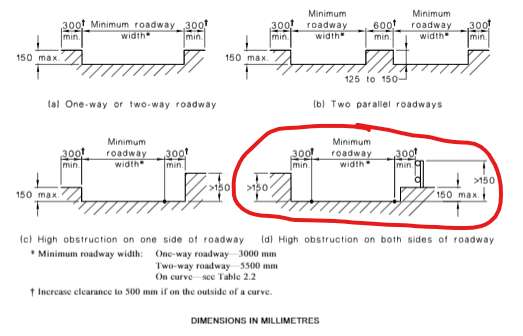 300† Minimum roadway 300†
min. width* min.
150 max.
(a) One-way or two-way roadway
300† Minimum roadway width* 600† Minimum roadway width* 300†
min. min. min.
150 max.
125 to 150
(b) Two parallel roadways
300† Minimum roadway width* 300†
min. min.
150 max. >150
(c) High obstruction on one side of roadway
300† Minimum roadway width* 300†
min. min.
>150 150 max. >150
(d) High obstruction on both sides of roadway
* Minimum roadway width: One-way roadway—3000 mm
Two-way roadway—5500 mm
On curve—see Table 2.2
† Increase clearance to 500 mm if on the outside of a curve.
DIMENSIONS IN MILLIMETRES